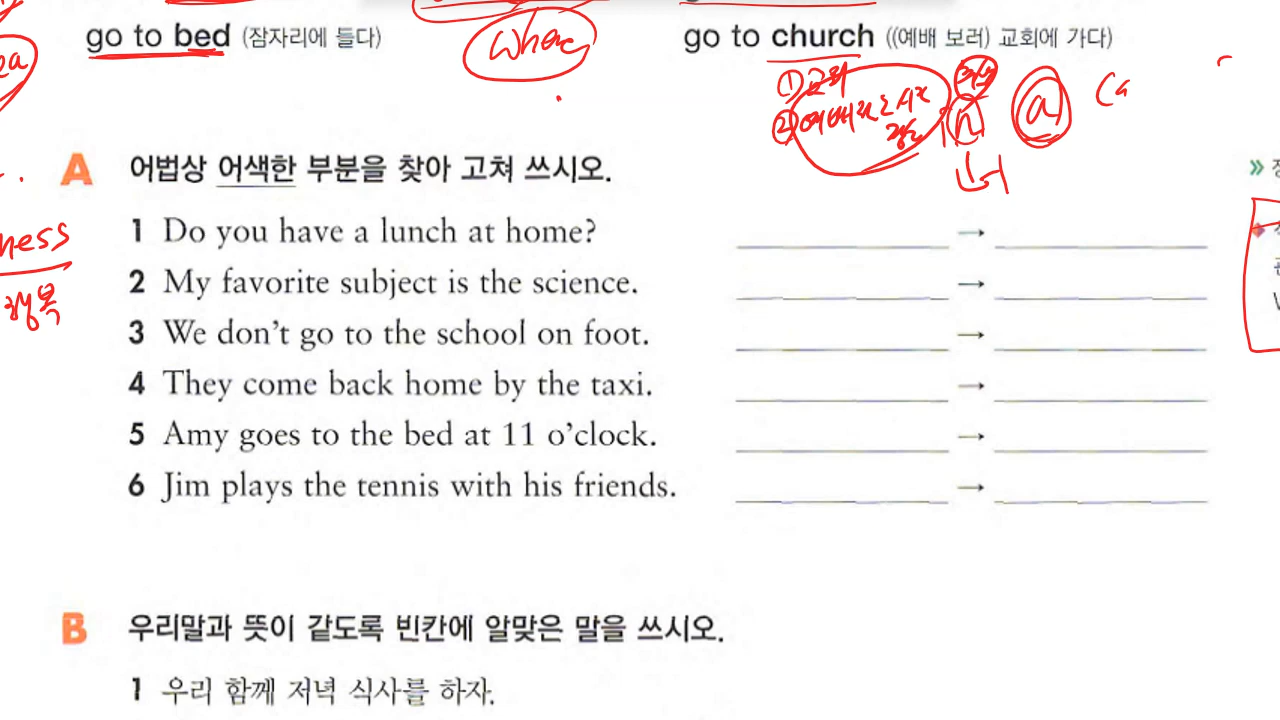 go to bed (잠자리에 들다)
go to church ((예배 보러) 교회에 가다)
① 교회
②
n
a
(a
A 어법상 어색한 부분을 찾아 고쳐 쓰시오.
ness
행복
1 Do you have a lunch at home? →
2 My favorite subject is the science. →
3 We don't go to the school on foot. →
4 They come back home by the taxi. →
5 Amy goes to the bed at 11 o'clock. →
6 Jim plays the tennis with his friends. →
B 우리말과 뜻이 같도록 빈칸에 알맞은 말을 쓰시오.
1 우리 함께 저녁 식사를 하자.